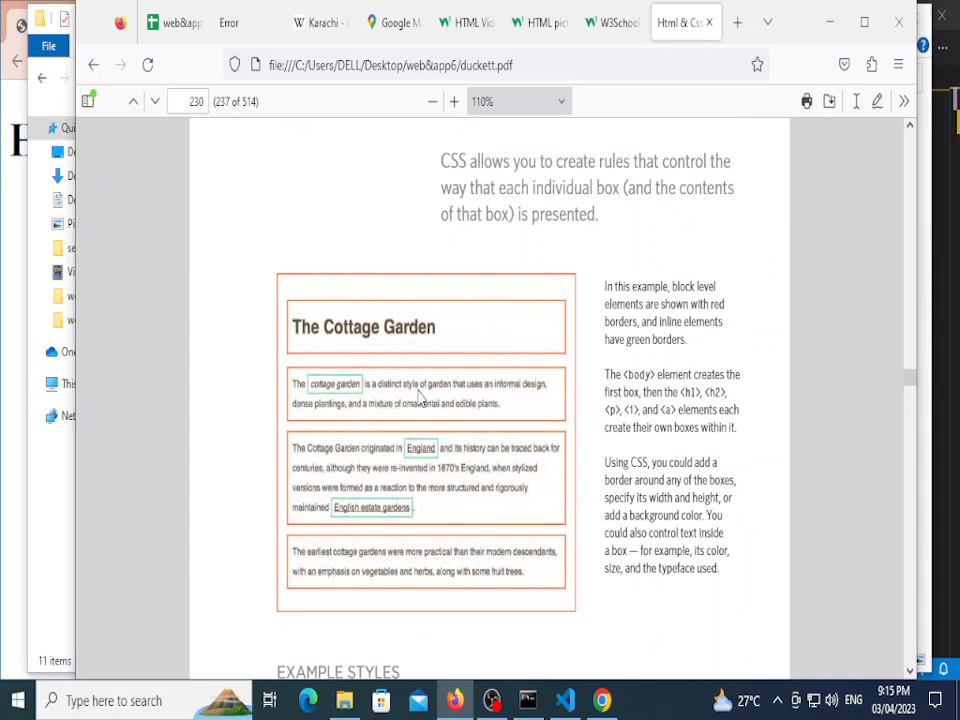 web&app
Error
Karachi -
Google M
HTML Vid
HTML pic
W3School
Html & Css
File
file:///C:/Users/DELL/Desktop/web&app6/duckett.pdf
230 (237 of 514)
110%
Qui
De
Do
Pi
se
Vi
We
On
This
Net
CSS allows you to create rules that control the
way that each individual box (and the contents
of that box) is presented.
The Cottage Garden
The cottage garden is a distinct style of garden that uses an informal design,
dense plantings, and a mixture of ornamental and edible plants.
The Cottage Garden originated in England and its history can be traced back for
centuries, although they were re-invented in 1870's England, when stylized
versions were formed as a reaction to the more structured and rigorously
maintained English estate gardens.
The earliest cottage gardens were more practical than their modern descendants,
with an emphasis on vegetables and herbs, along with some fruit trees.
In this example, block level
elements are shown with red
borders, and inline elements
have green borders.
The <body> element creates the
first box, then the <h1>, <h2>,
<p>, <i>, and <a> elements each
create their own boxes within it.
Using CSS, you could add a
border around any of the boxes,
specify its width and height, or
add a background color. You
could also control text inside
a box — for example, its color,
size, and the typeface used.
EXAMPLE STYLES
11 items
Type here to search
27°C
ENG
9:15 PM
03/04/2023